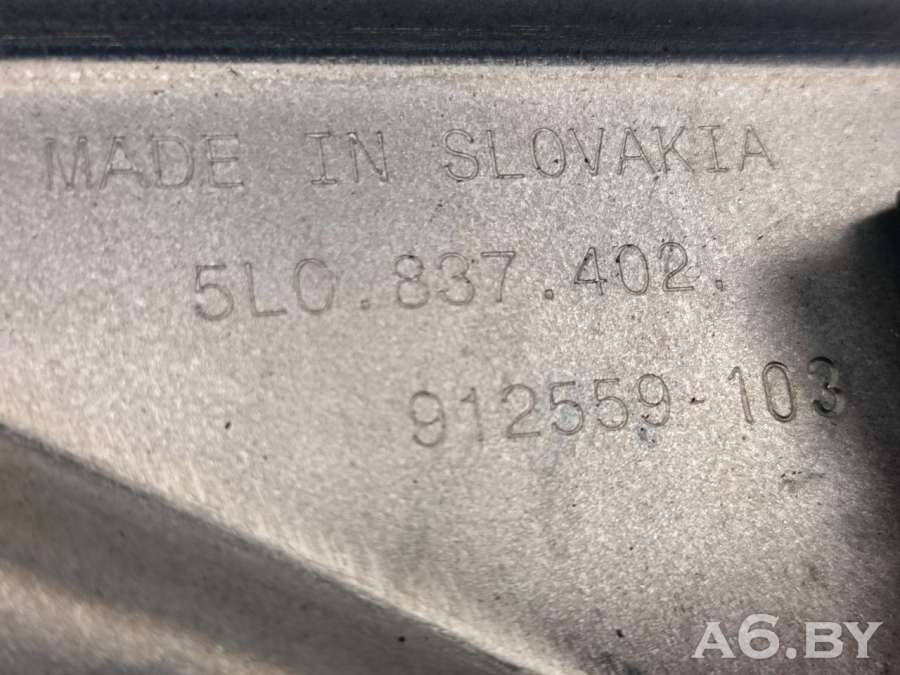 MADE IN SLOVAKIA
5L0.837.402.
912559-103
A6.BY